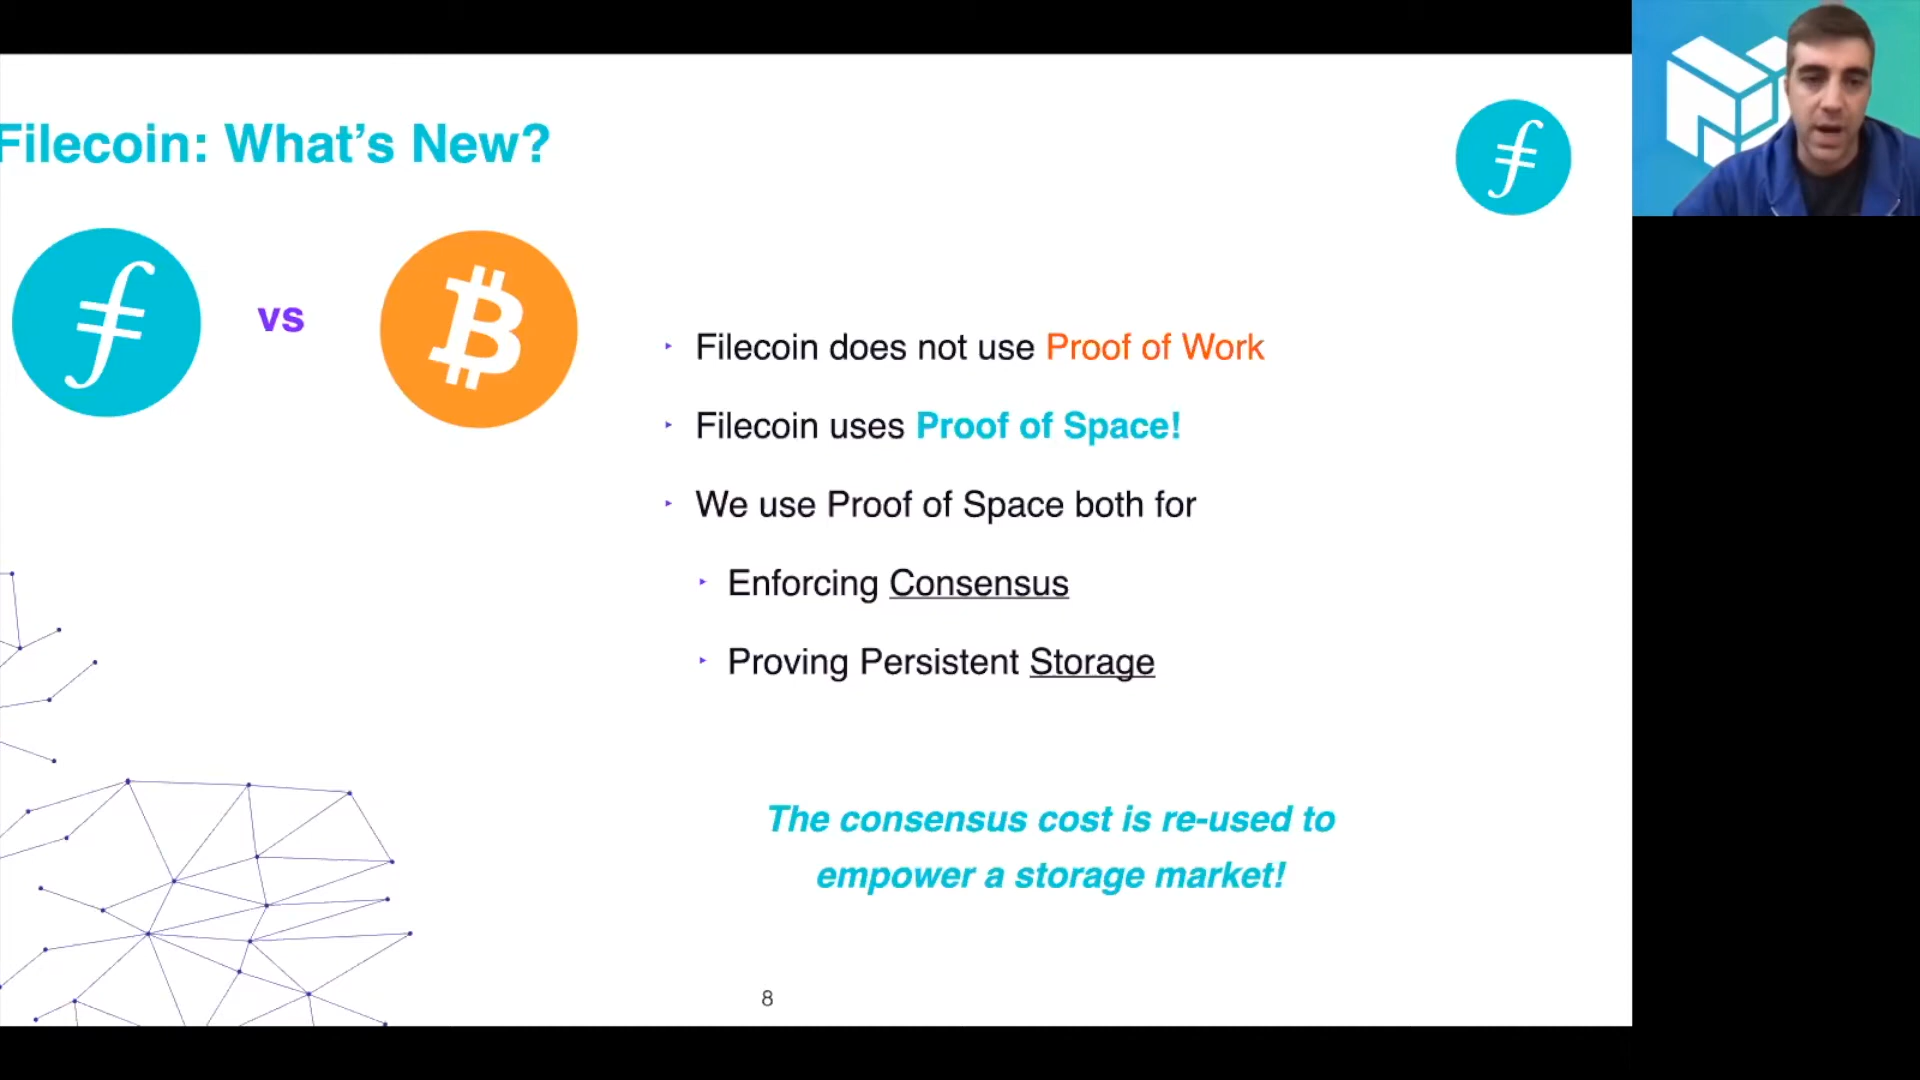 Filecoin: What's New?
vs
Filecoin does not use Proof of Work
Filecoin uses Proof of Space!
We use Proof of Space both for
Enforcing Consensus
Proving Persistent Storage
The consensus cost is re-used to
empower a storage market!
8